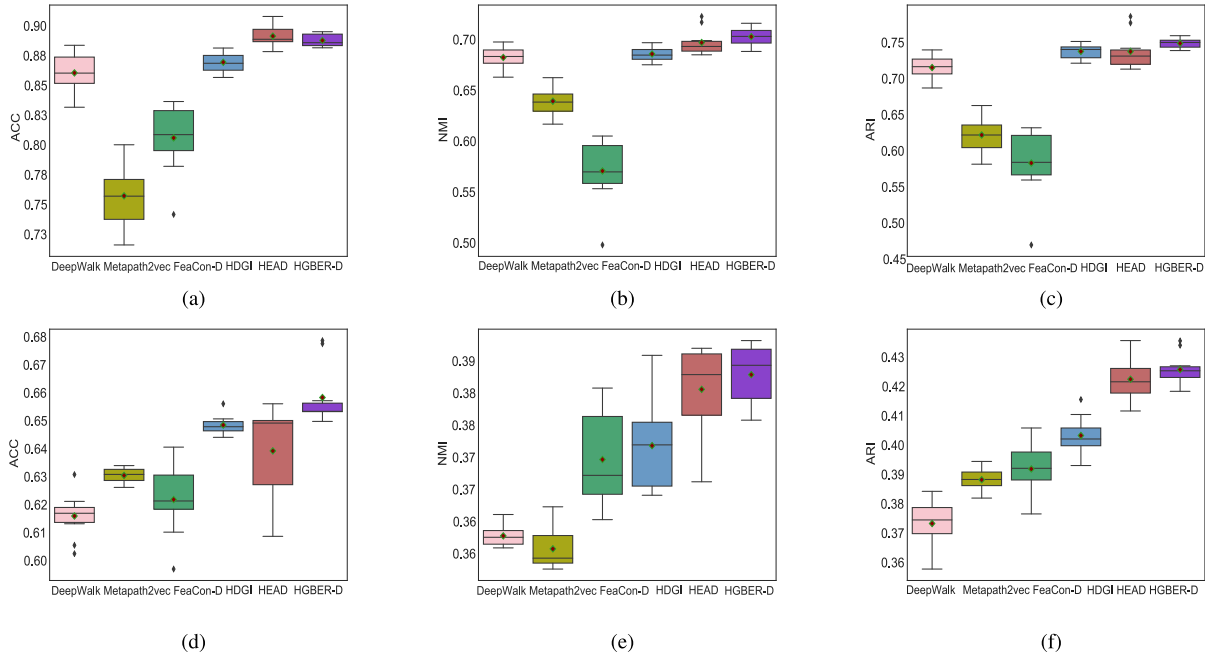 0.90
0.88
0.85
0.83
0.80
0.78
0.75
0.73
ACC
DeepWalk Metapath2vec FeaCon-D HDGI HEAD HGBER-D
(a)
0.70
0.65
0.60
0.55
0.50
NMI
DeepWalk Metapath2vec FeaCon-D HDGI HEAD HGBER-D
(b)
0.75
0.70
0.65
0.60
0.55
0.50
0.45
ARI
DeepWalk Metapath2vec FeaCon-D HDGI HEAD HGBER-D
(c)
0.68
0.67
0.66
0.65
0.64
0.63
0.62
0.61
0.60
ACC
DeepWalk Metapath2vec FeaCon-D HDGI HEAD HGBER-D
(d)
0.39
0.38
0.38
0.37
0.37
0.36
0.36
NMI
DeepWalk Metapath2vec FeaCon-D HDGI HEAD HGBER-D
(e)
0.43
0.42
0.41
0.40
0.39
0.38
0.37
0.36
ARI
DeepWalk Metapath2vec FeaCon-D HDGI HEAD HGBER-D
(f)